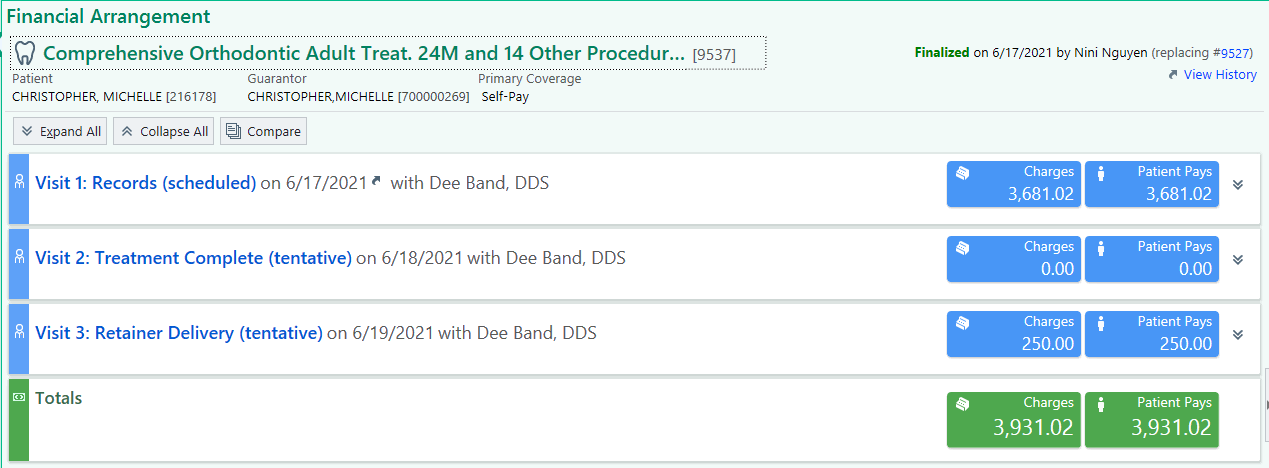 Financial Arrangement
Comprehensive Orthodontic Adult Treat. 24M and 14 Other Procedur... [9537]
Finalized on 6/17/2021 by Nini Nguyen (replacing #9527)
View History
Patient Guarantor Primary Coverage
CHRISTOPHER, MICHELLE [216178] CHRISTOPHER,MICHELLE [700000269] Self-Pay
Expand All Collapse All Compare
Visit 1: Records (scheduled) on 6/17/2021 with Dee Band, DDS
Charges Patient Pays
3,681.02 3,681.02
Visit 2: Treatment Complete (tentative) on 6/18/2021 with Dee Band, DDS
Charges Patient Pays
0.00 0.00
Visit 3: Retainer Delivery (tentative) on 6/19/2021 with Dee Band, DDS
Charges Patient Pays
250.00 250.00
Totals
Charges Patient Pays
3,931.02 3,931.02